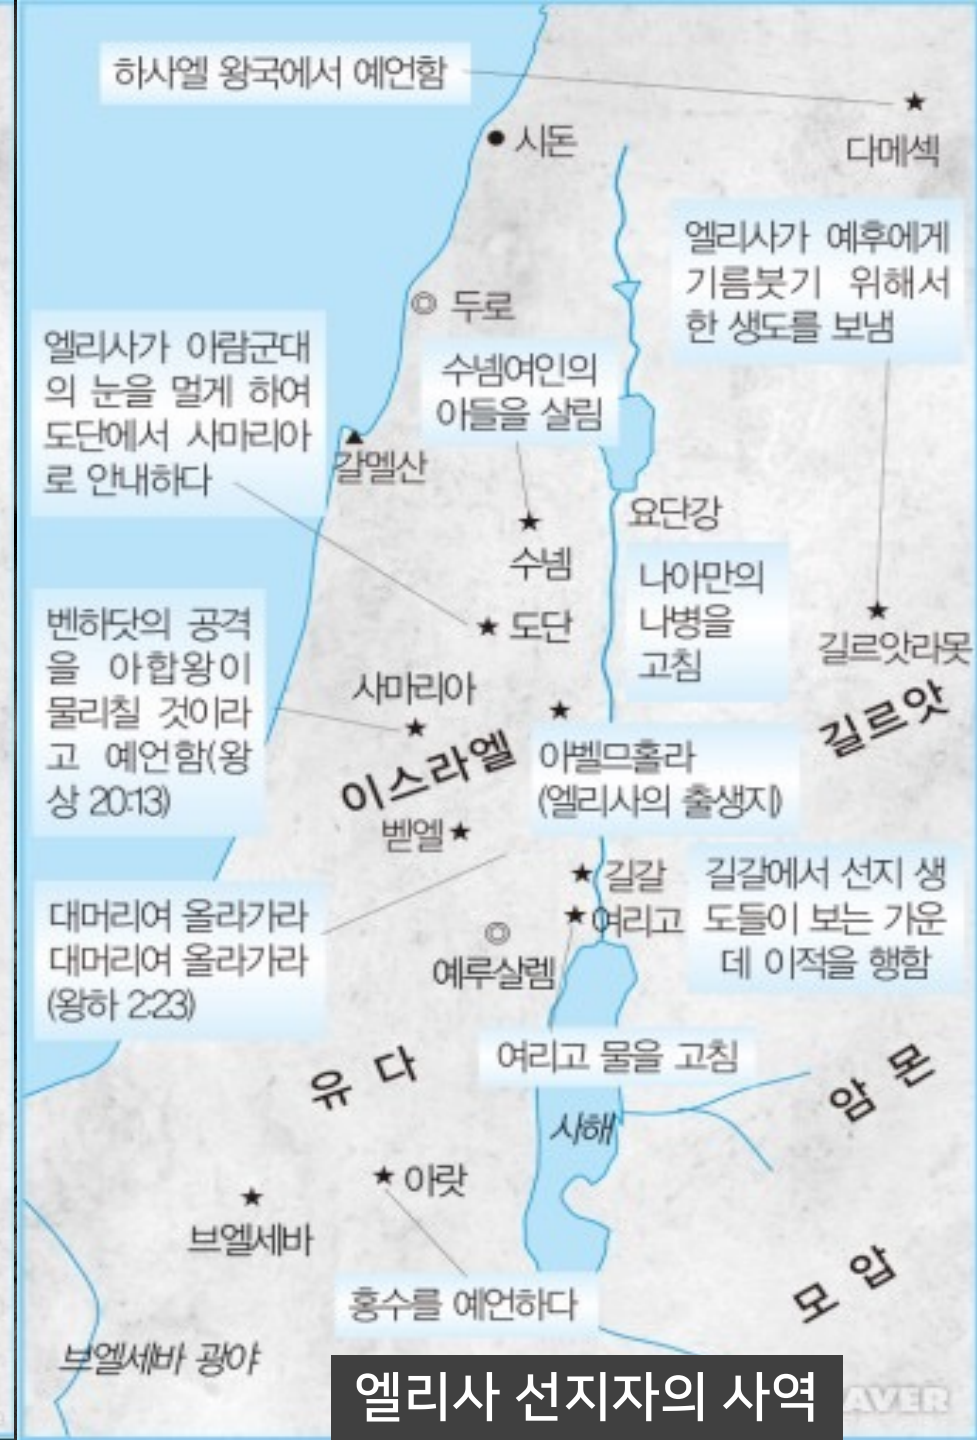 하사엘 왕국에서 예언함
다메섹
시돈
엘리사가 예후에게
기름붓기 위해서
한 생도를 보냄
두로
엘리사가 아람군대
의 눈을 멀게 하여
도단에서 사마리아
로 안내하다
수넴여인의
아들을 살림
갈멜산
요단강
수넴
나아만의
나병을
고침
도단
길르앗라못
길르앗
벤하닷의 공격
을 아합왕이
물리칠 것이라
고 예언함(왕
상 20:13)
사마리아
이스라엘
아벨므홀라
(엘리사의 출생지)
벧엘
길갈
여리고
길갈에서 선지 생
도들이 보는 가운
데 이적을 행함
대머리여 올라가라
대머리여 올라가라
(왕하 2:23)
예루살렘
여리고 물을 고침
유다
암몬
사해
아랏
브엘세바
모압
홍수를 예언하다
브엘세바 광야
엘리사 선지자의 사역
AVER